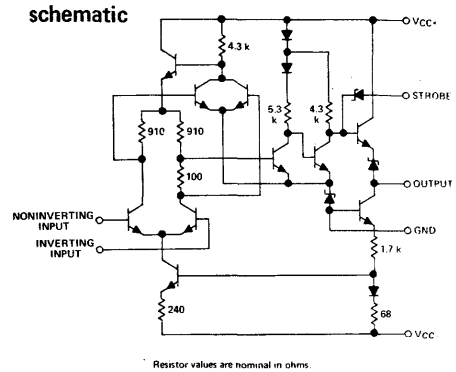 schematic
VCC+
4.3 k
STROBE
5.3
k
4.3
k
910
910
100
OUTPUT
NONINVERTING
INPUT
INVERTING
INPUT
GND
1.7 k
240
68
VCC
Resistor values are nominal in ohms.